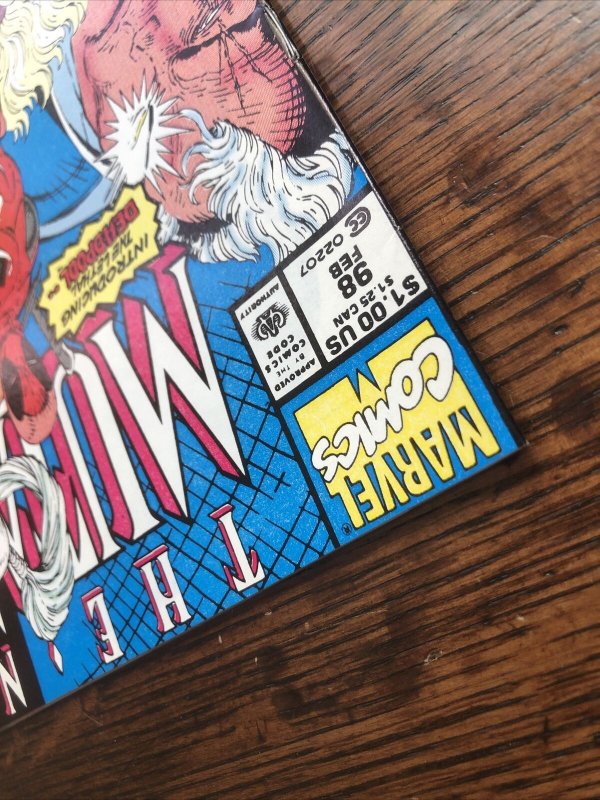 MARVEL
COMICS
®
$1.00 US
$1.25 CAN
98
FEB
© 02207
APPROVED
BY THE
COMICS
CODE
AUTHORITY
THE
INTRODUCING
THE LETHAL
DEADPOOL